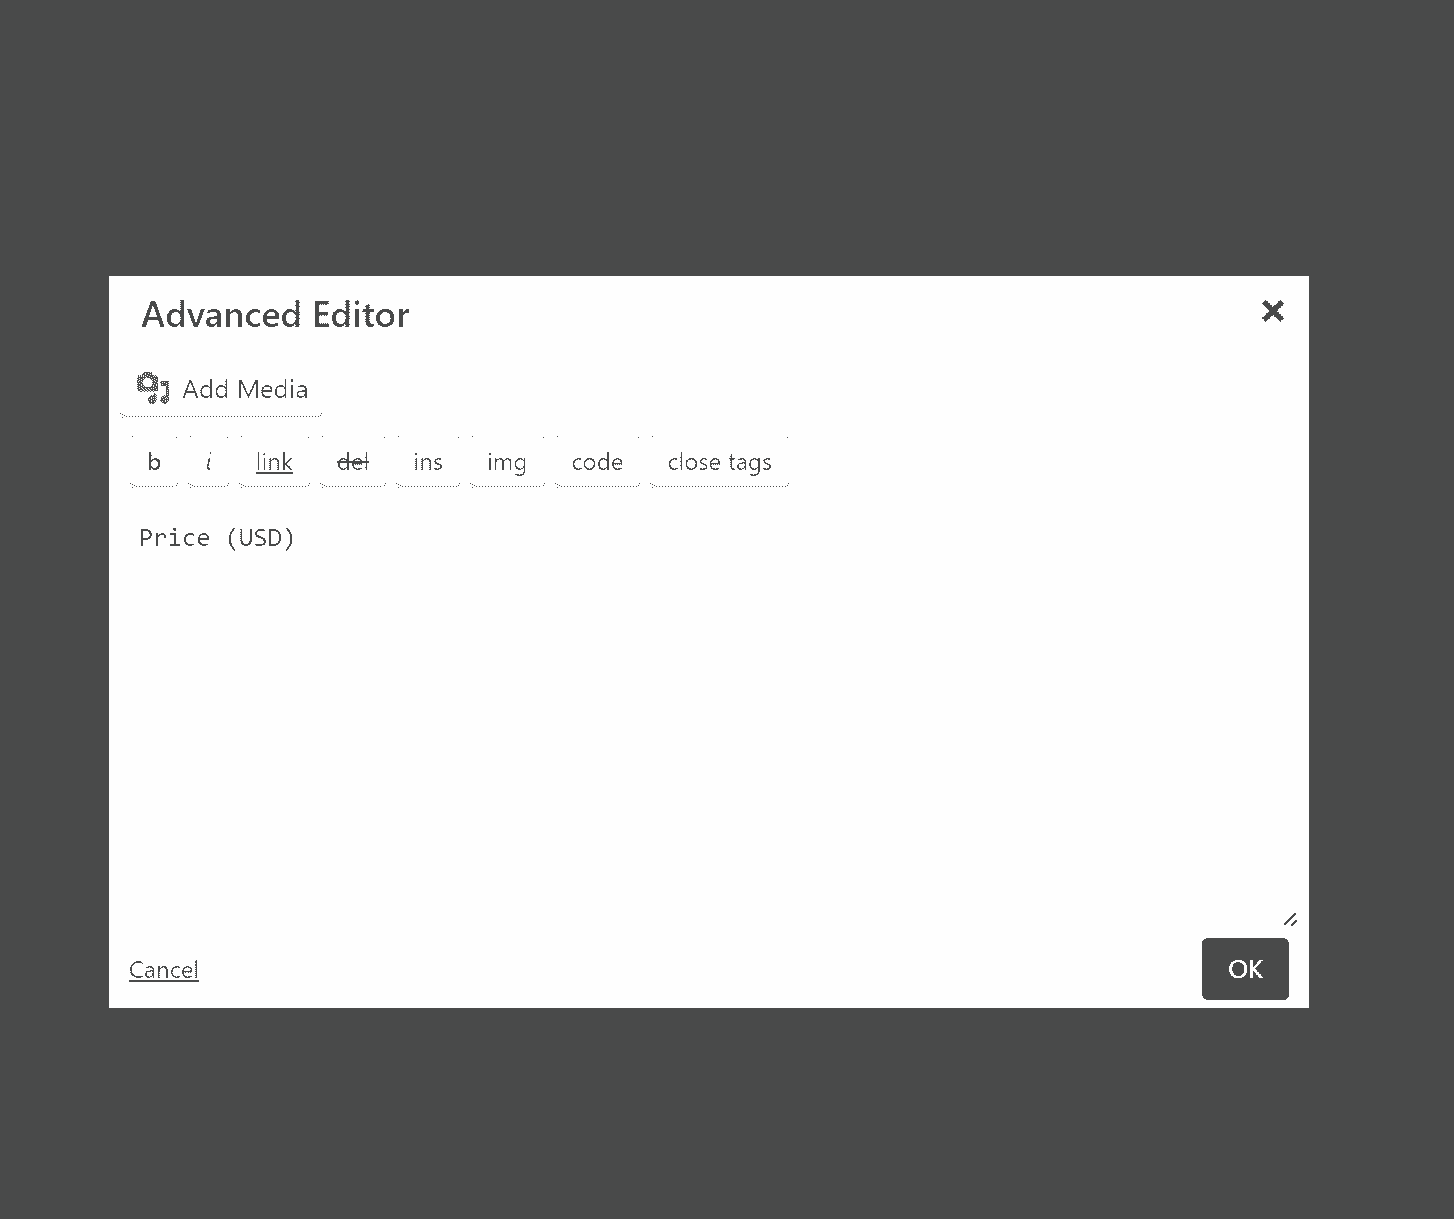 Advanced Editor
Add Media
b i link del ins img code close tags
Price (USD)
Cancel OK